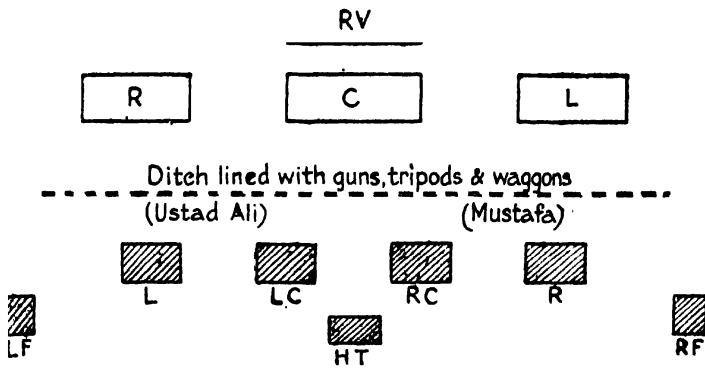 RV
R C L
Ditch lined with guns, tripods & waggons
(Ustad Ali) (Mustafa)
L LC RC R
LF HT RF